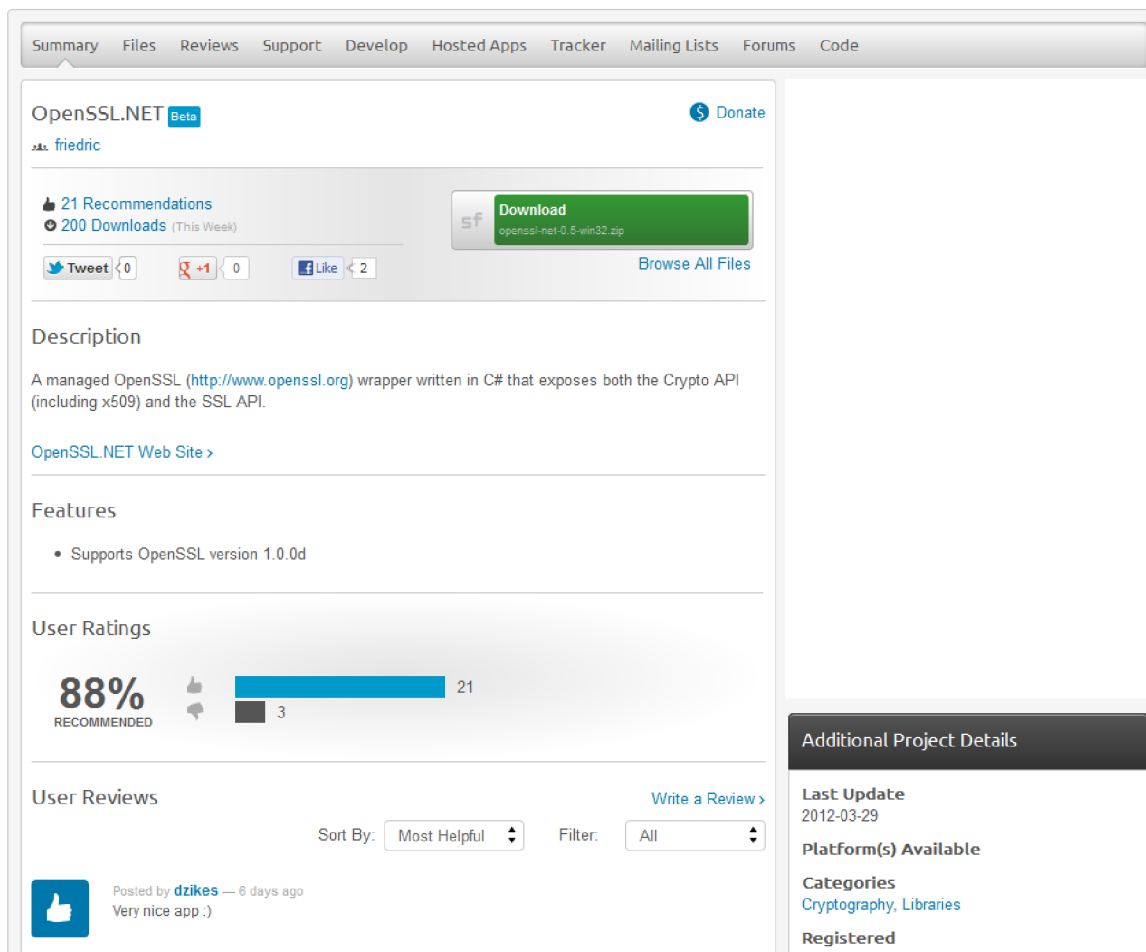 Summary Files Reviews Support Develop Hosted Apps Tracker Mailing Lists Forums Code
OpenSSL.NET Beta
Donate
friedric
21 Recommendations
200 Downloads (This Week)
Tweet 0 +1 0 Like 2
sf
Download
openssl-net-0.5-win32.zip
Browse All Files
Description
A managed OpenSSL (http://www.openssl.org) wrapper written in C# that exposes both the Crypto API
(including x509) and the SSL API.
OpenSSL.NET Web Site ›
Features
• Supports OpenSSL version 1.0.0d
User Ratings
88%
RECOMMENDED
21
3
User Reviews
Write a Review ›
Sort By: Most Helpful Filter: All
Posted by dzikes — 6 days ago
Very nice app :)
Additional Project Details
Last Update
2012-03-29
Platform(s) Available
Categories
Cryptography, Libraries
Registered